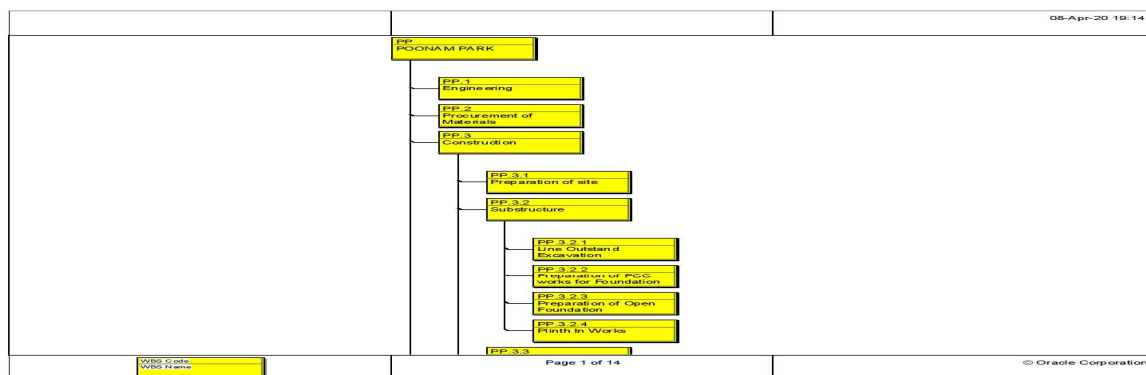 08-Apr-20 19:14
PP
POONAM PARK
PP.1
Engineering
PP.2
Procurement of
Materials
PP.3
Construction
PP.3.1
Preparation of site
PP.3.2
Substructure
PP.3.2.1
Line Outstand
Excavation
PP.3.2.2
Preparation of PCC
works for Foundation
PP.3.2.3
Preparation of Open
Foundation
PP.3.2.4
Plinth In Works
PP.3.3
WBS Code
WBS Name
Page 1 of 14
© Oracle Corporation